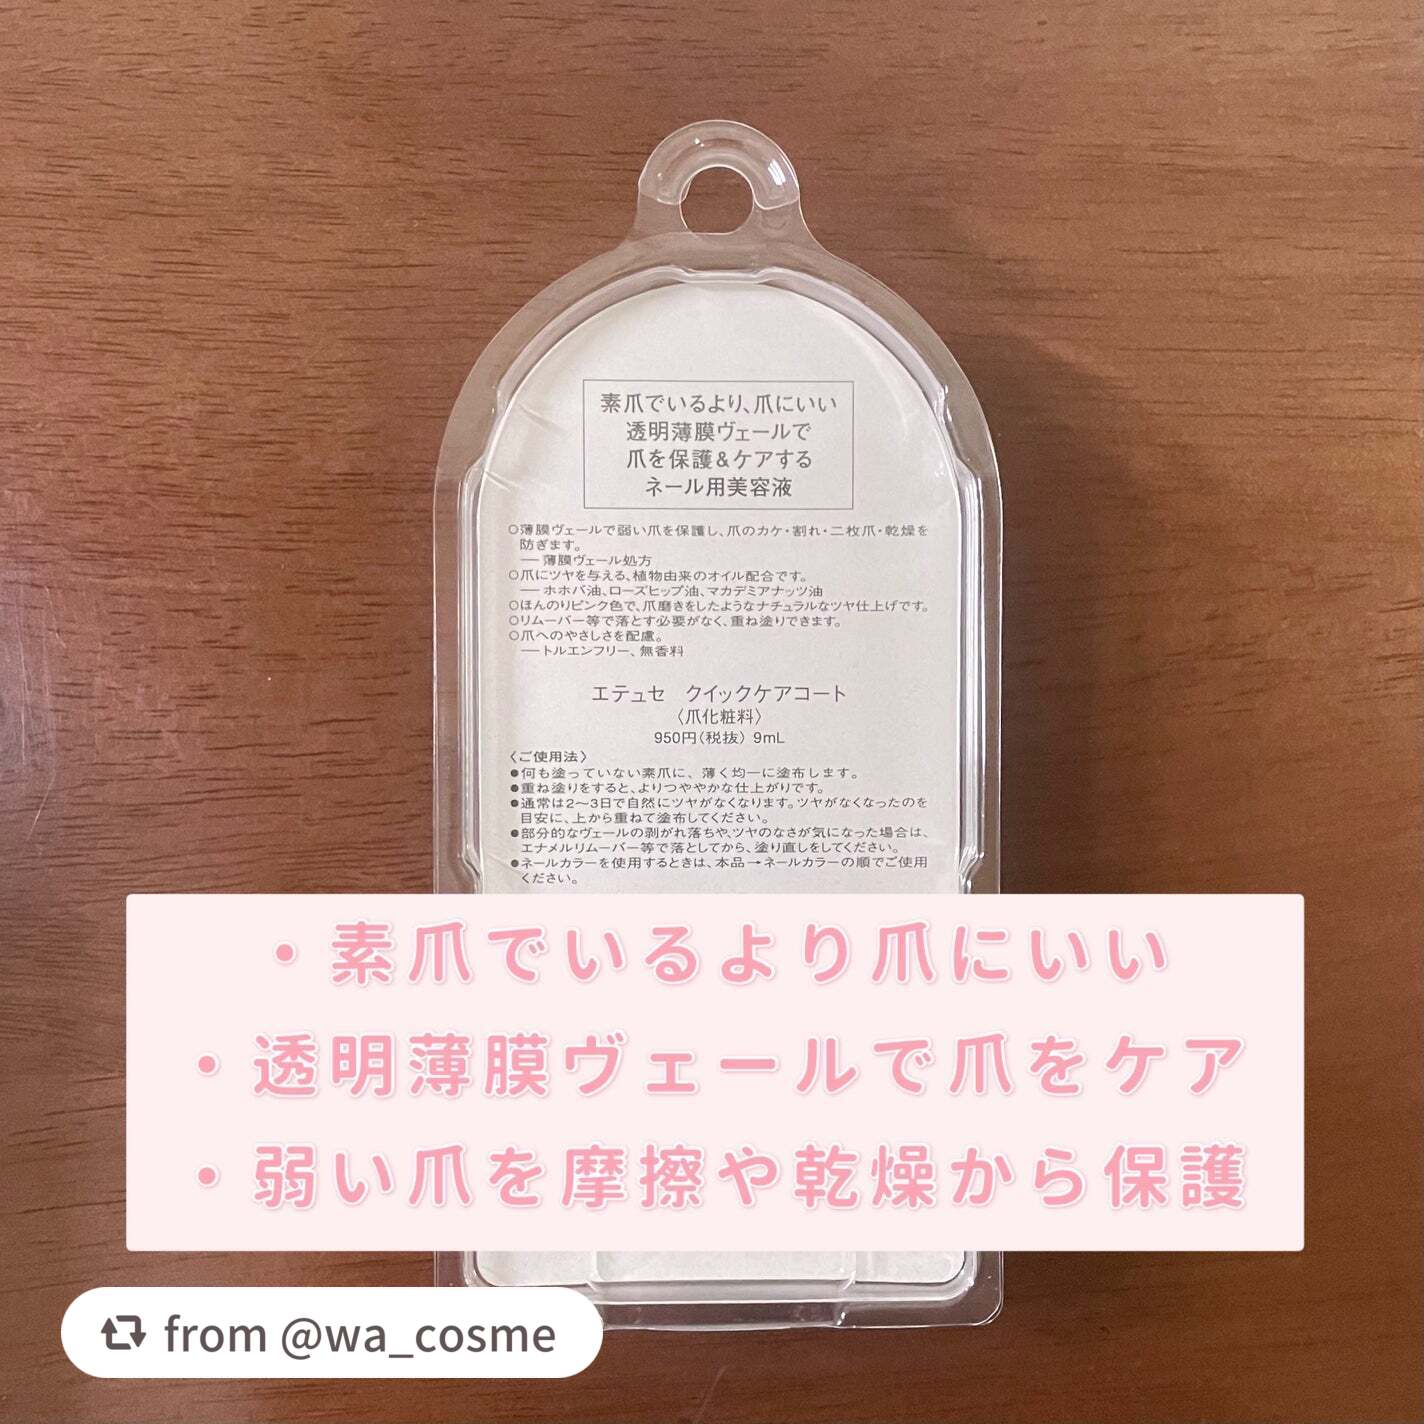 素爪でいるより、爪にいい
透明薄膜ヴェールで
爪を保護&ケアする
ネール用美容液
○薄膜ヴェールで弱い爪を保護し、爪のカケ・割れ・二枚爪・乾燥を
防ぎます。
―薄膜ヴェール処方
○爪にツヤを与える、植物由来のオイル配合です。
―ホホバ油、ローズヒップ油、マカデミアナッツ油
○ほんのりピンク色で、爪磨きをしたようなナチュラルなツヤ仕上げです。
○リムーバー等で落とす必要がなく、重ね塗りできます。
○爪へのやさしさを配慮。
―トルエンフリー、無香料
エテュセ クイックケアコート
〈爪化粧料〉
950円(税抜) 9mL
〈ご使用法〉
●何も塗っていない素爪に、薄く均一に塗布します。
●重ね塗りをすると、よりつややかな仕上がりです。
●通常は2〜3日で自然にツヤがなくなります。ツヤがなくなったのを
目安に、上から重ねて塗布してください。
●部分的なヴェールの剥がれ落ちや、ツヤのなさが気になった場合は、
エナメルリムーバー等で落としてから、塗り直しをしてください。
●ネールカラーを使用するときは、本品→ネールカラーの順でご使用
ください。
・素爪でいるより爪にいい
・透明薄膜ヴェールで爪をケア
・弱い爪を摩擦や乾燥から保護
from @wa_cosme